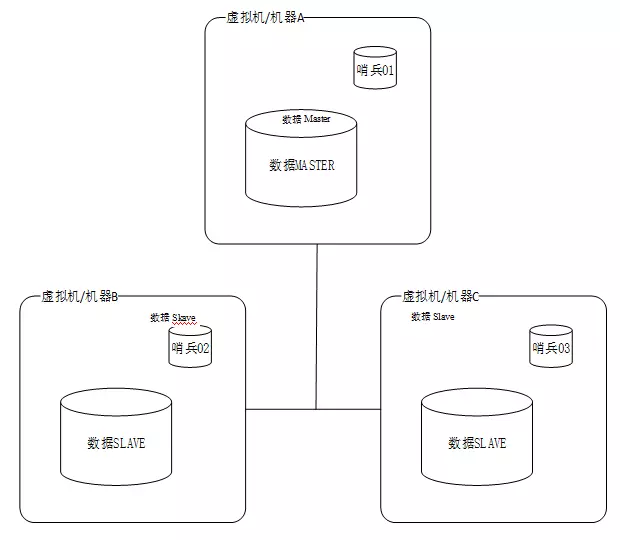 虚拟机/机器A
哨兵01
数据 Master
数据MASTER
虚拟机/机器B
数据 Skave
哨兵02
数据SLAVE
虚拟机/机器C
数据 Slave
哨兵03
数据SLAVE